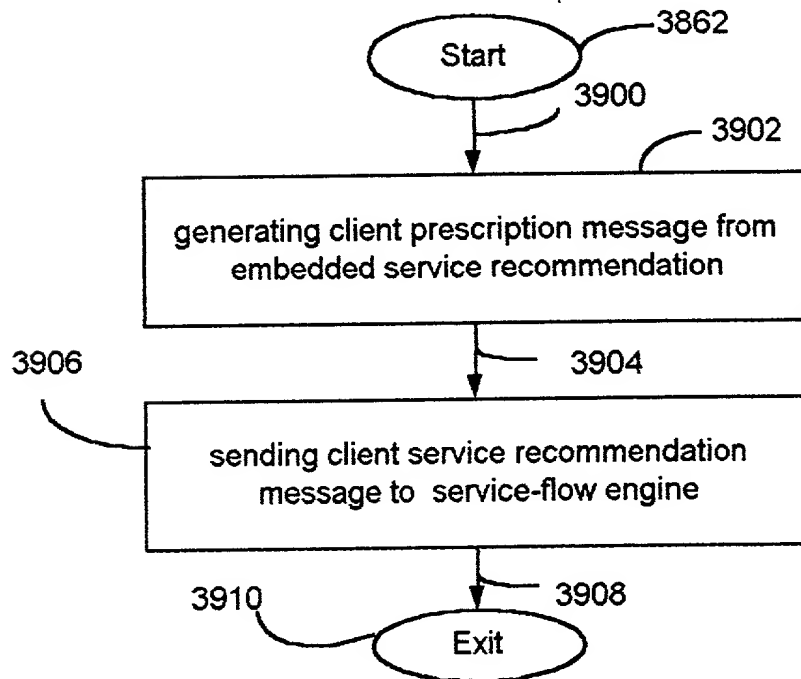 Start
3862
3900
3902
generating client prescription message from
embedded service recommendation
3904
3906
sending client service recommendation
message to service-flow engine
3908
3910
Exit